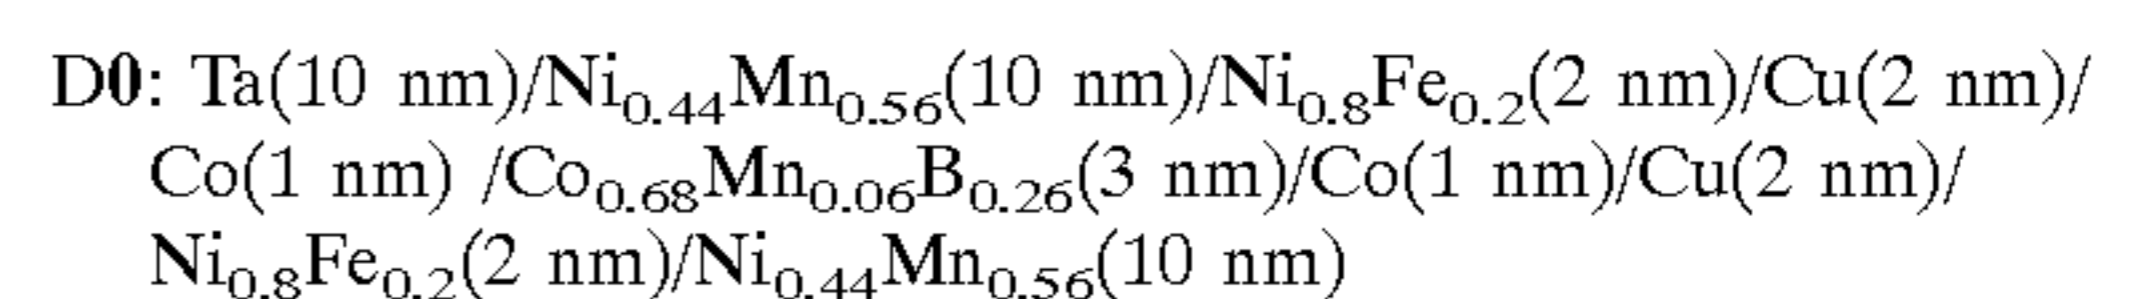 D0: Ta(10 nm)/Ni0.44Mn0.56(10 nm)/Ni0.8Fe0.2(2 nm)/Cu(2 nm)/
Co(1 nm) /Co0.68Mn0.06B0.26(3 nm)/Co(1 nm)/Cu(2 nm)/
Ni0.8Fe0.2(2 nm)/Ni0.44Mn0.56(10 nm)